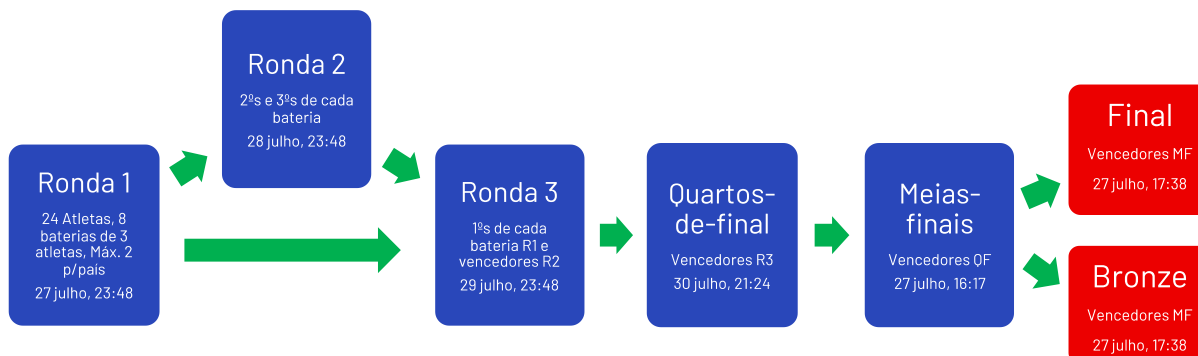 Ronda 1
24 Atletas, 8
baterias de 3
atletas, Máx. 2
p/país
27 julho, 23:48
Ronda 2
2ºs e 3ºs de cada
bateria
28 julho, 23:48
Ronda 3
1ºs de cada
bateria R1 e
vencedores R2
29 julho, 23:48
Quartos-
de-final
Vencedores R3
30 julho, 21:24
Meias-
finais
Vencedores QF
27 julho, 16:17
Final
Vencedores MF
27 julho, 17:38
Bronze
Vencedores MF
27 julho, 17:38